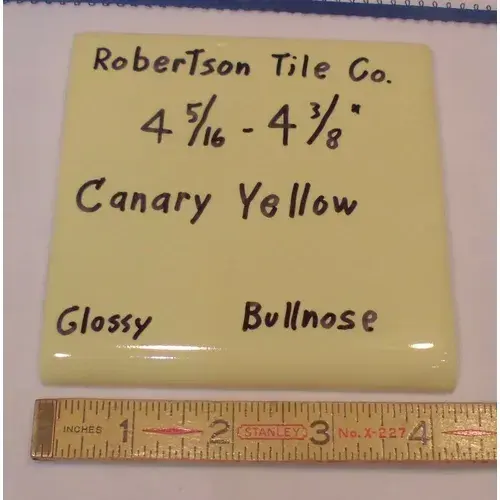 Robertson Tile Co.
4 5/16 - 4 3/8"
Canary Yellow
Glossy Bullnose
INCHES 1 2 STANLEY 3 No. X-227 4